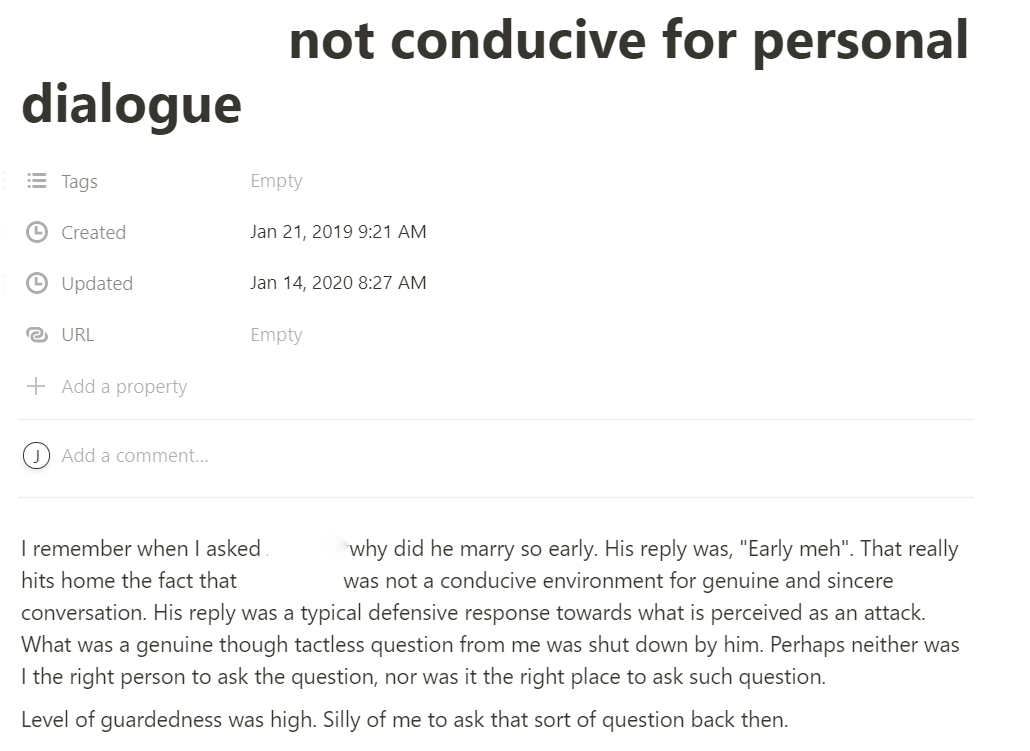 not conducive for personal
dialogue
Tags Empty
Created Jan 21, 2019 9:21 AM
Updated Jan 14, 2020 8:27 AM
URL Empty
Add a property
J Add a comment...
I remember when I asked why did he marry so early. His reply was, "Early meh". That really
hits home the fact that was not a conducive environment for genuine and sincere
conversation. His reply was a typical defensive response towards what is perceived as an attack.
What was a genuine though tactless question from me was shut down by him. Perhaps neither was
I the right person to ask the question, nor was it the right place to ask such question.
Level of guardedness was high. Silly of me to ask that sort of question back then.